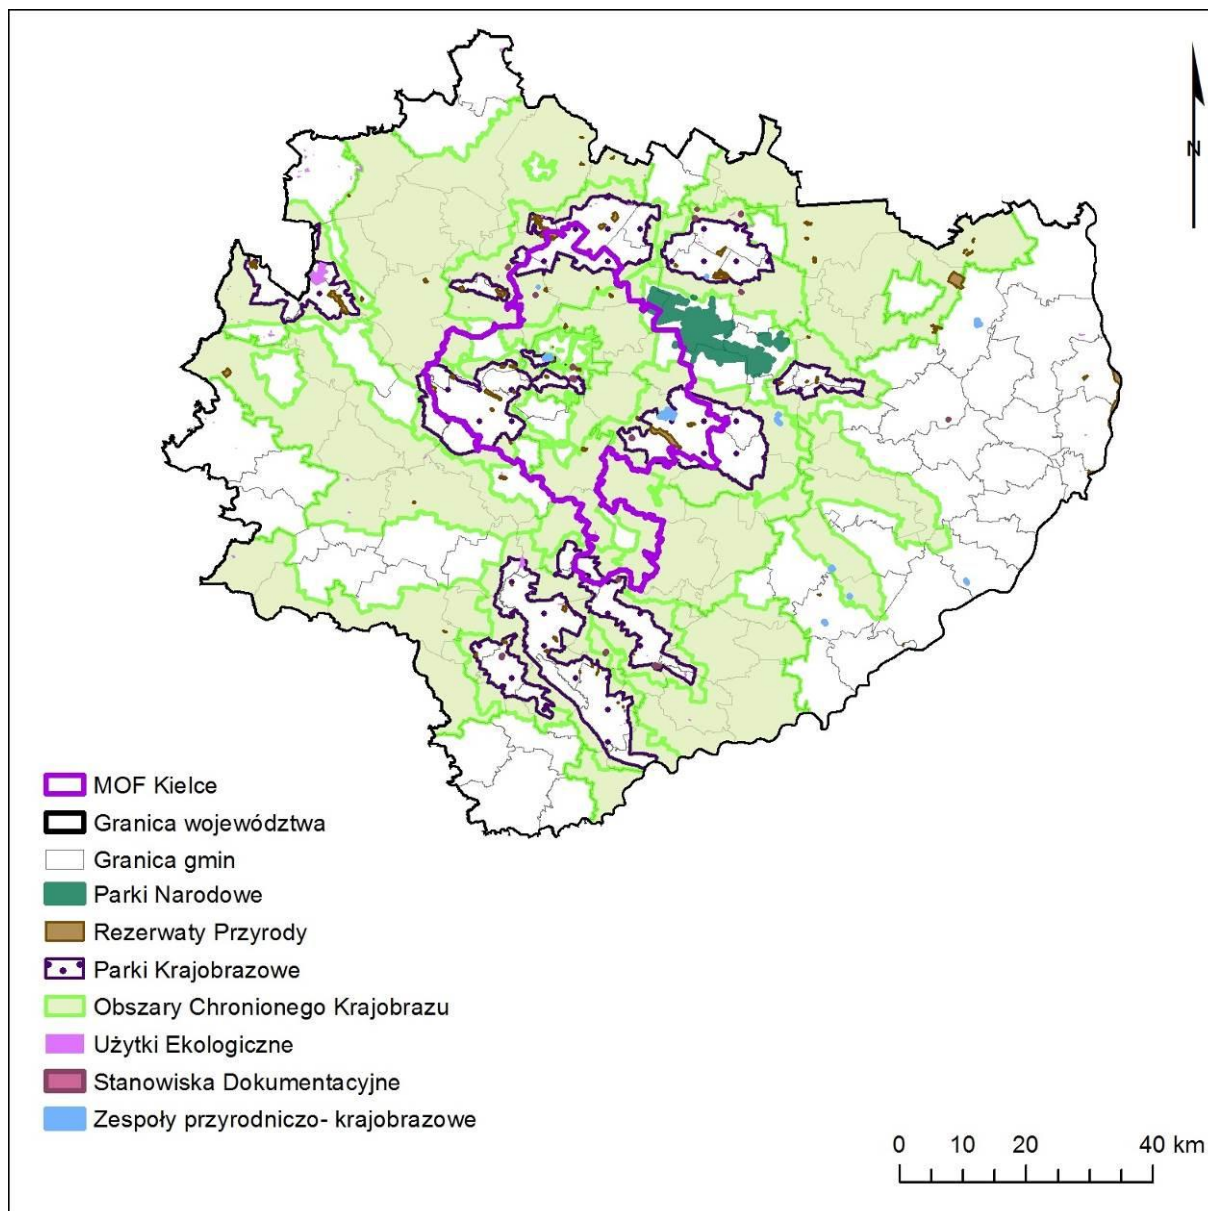 N
MOF Kielce
Granica województwa
Granica gmin
Parki Narodowe
Rezerwaty Przyrody
Parki Krajobrazowe
Obszary Chronionego Krajobrazu
Użytki Ekologiczne
Stanowiska Dokumentacyjne
Zespoły przyrodniczo- krajobrazowe
0 10 20 40 km